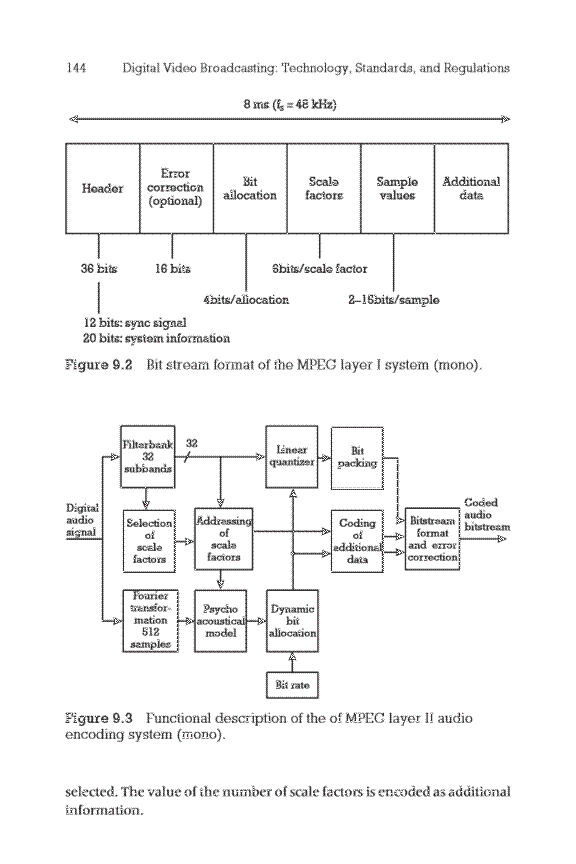 144 Digital Video Broadcasting: Technology, Standards, and Regulations
8 ms (fs = 48 kHz)
Header
Error
correction
(optional)
Bit
allocation
Scale
factors
Sample
values
Additional
data
36 bits
16 bits
6bits/scale factor
4bits/allocation
2–15bits/sample
12 bits: sync signal
20 bits: system information
Figure 9.2 Bit stream format of the MPEG layer I system (mono).
Filterbank
32
subbands
32
Linear
quantizer
Bit
packing
Digital
audio
signal
Selection
of
scale
factors
Addressing
of
scale
factors
Coding
of
additional
data
Bitstream
format
and error
correction
Coded
audio
bitstream
Fourier
transfor-
mation
512
samples
Psycho
acoustical
model
Dynamic
bit
allocation
Bit rate
Figure 9.3 Functional description of the of MPEG layer II audio
encoding system (mono).
selected. The value of the number of scale factors is encoded as additional
information.